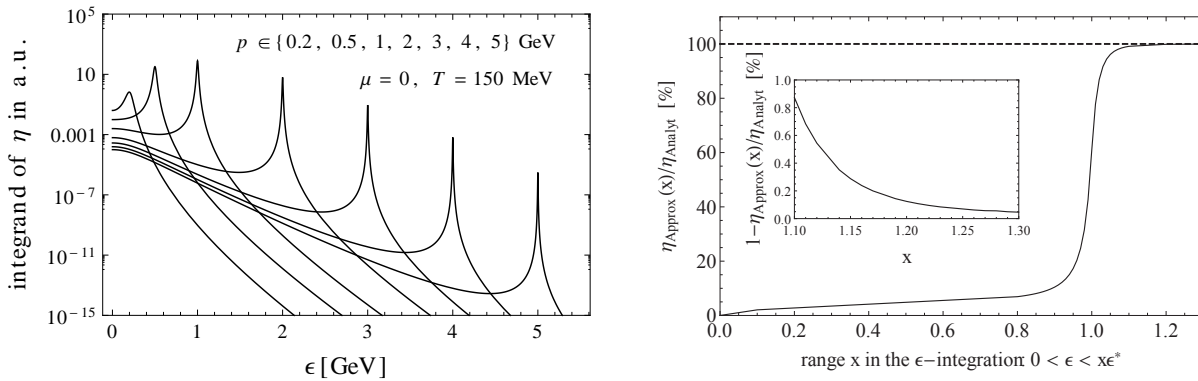 integrand of η in a.u.
10⁵
10
0.001
10⁻⁷
10⁻¹¹
10⁻¹⁵
p ∈{0.2, 0.5, 1, 2, 3, 4, 5} GeV
μ = 0, T = 150 MeV
0 1 2 3 4 5
ϵ[GeV]
η_Approx(x)/η_Analyt [%]
100
80
60
40
20
0
0.0 0.2 0.4 0.6 0.8 1.0 1.2
range x in the ϵ−integration: 0 < ϵ < xϵ*
1−η_Approx(x)/η_Analyt [%]
1.0
0.8
0.6
0.4
0.2
0.0
1.10 1.15 1.20 1.25 1.30
x